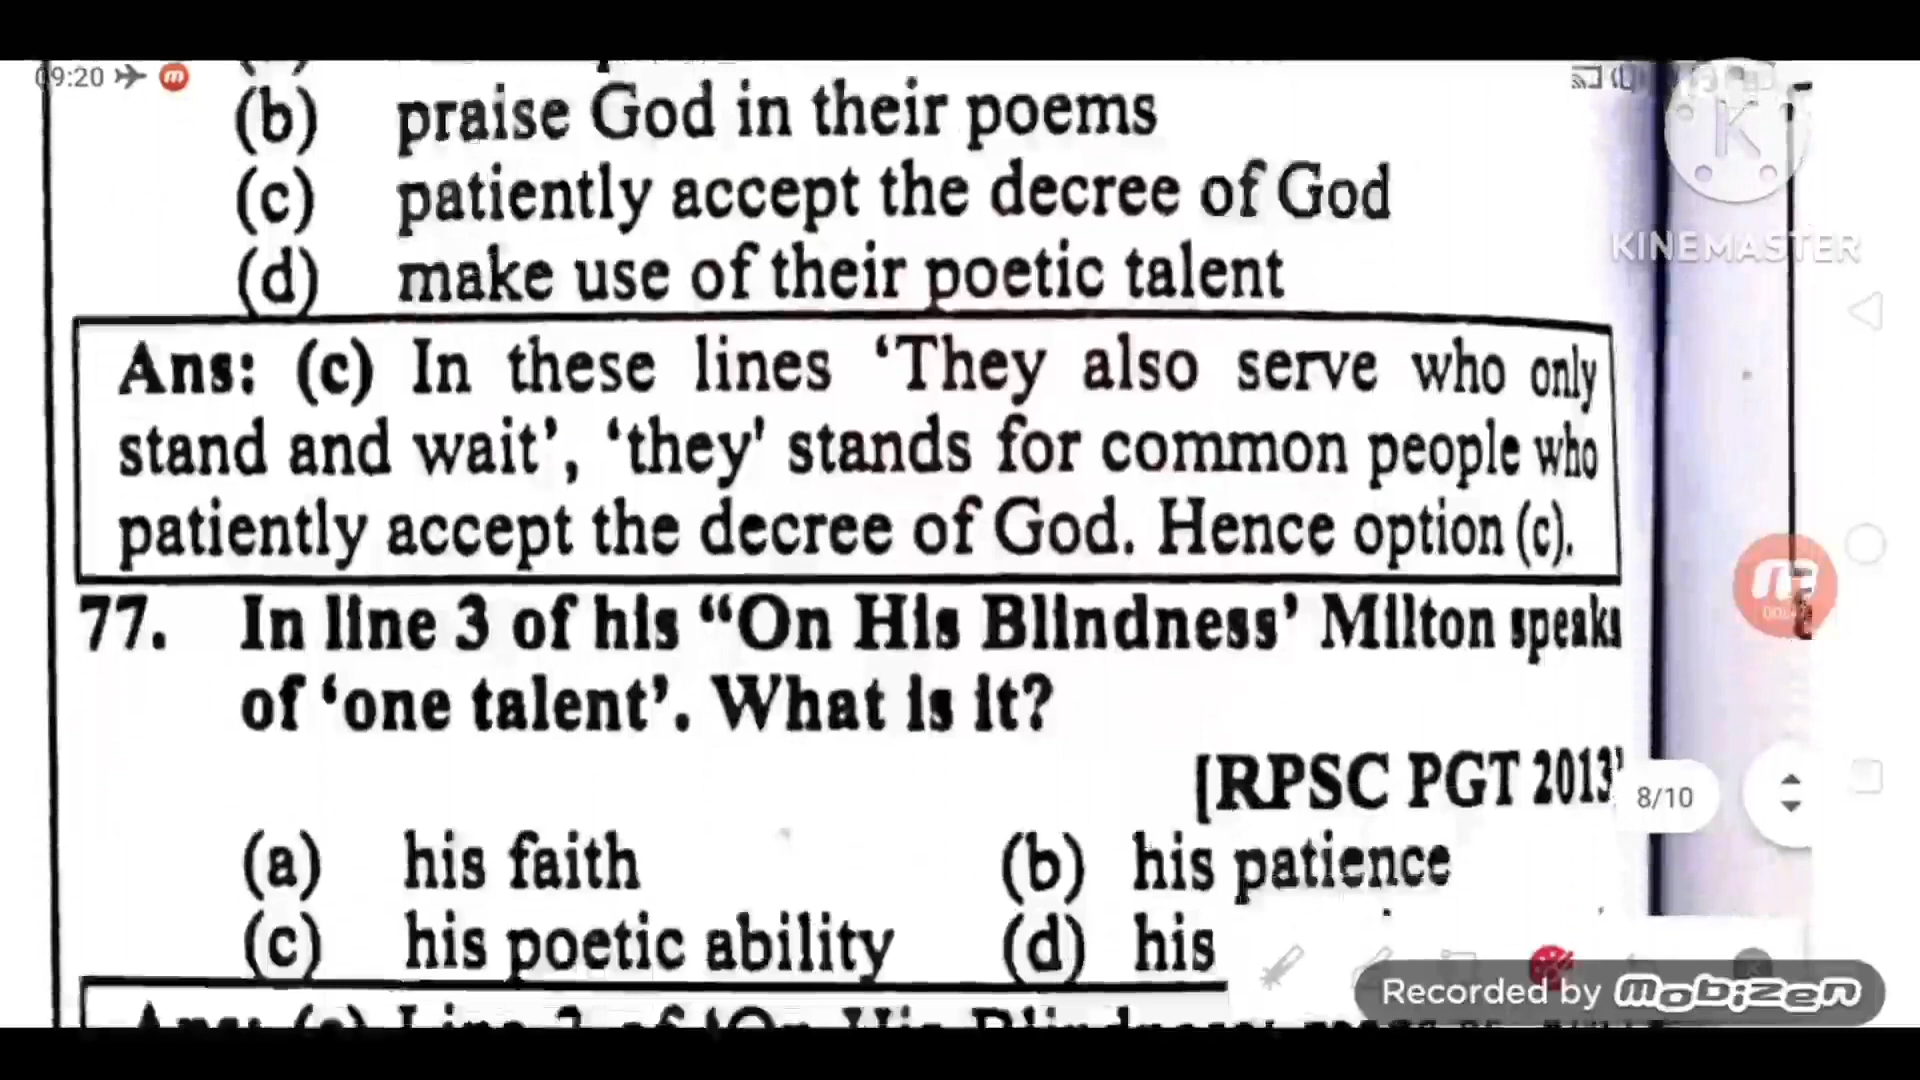 09:20
(b) praise God in their poems
(c) patiently accept the decree of God
(d) make use of their poetic talent
Ans: (c) In these lines ‘They also serve who only
stand and wait’, ‘they' stands for common people who
patiently accept the decree of God. Hence option (c).
77. In line 3 of his “On His Blindness’ Milton speaks
of ‘one talent’. What is it?
[RPSC PGT 2013]
(a) his faith (b) his patience
(c) his poetic ability (d) his
KINEMASTER
8/10
Recorded by mobizen